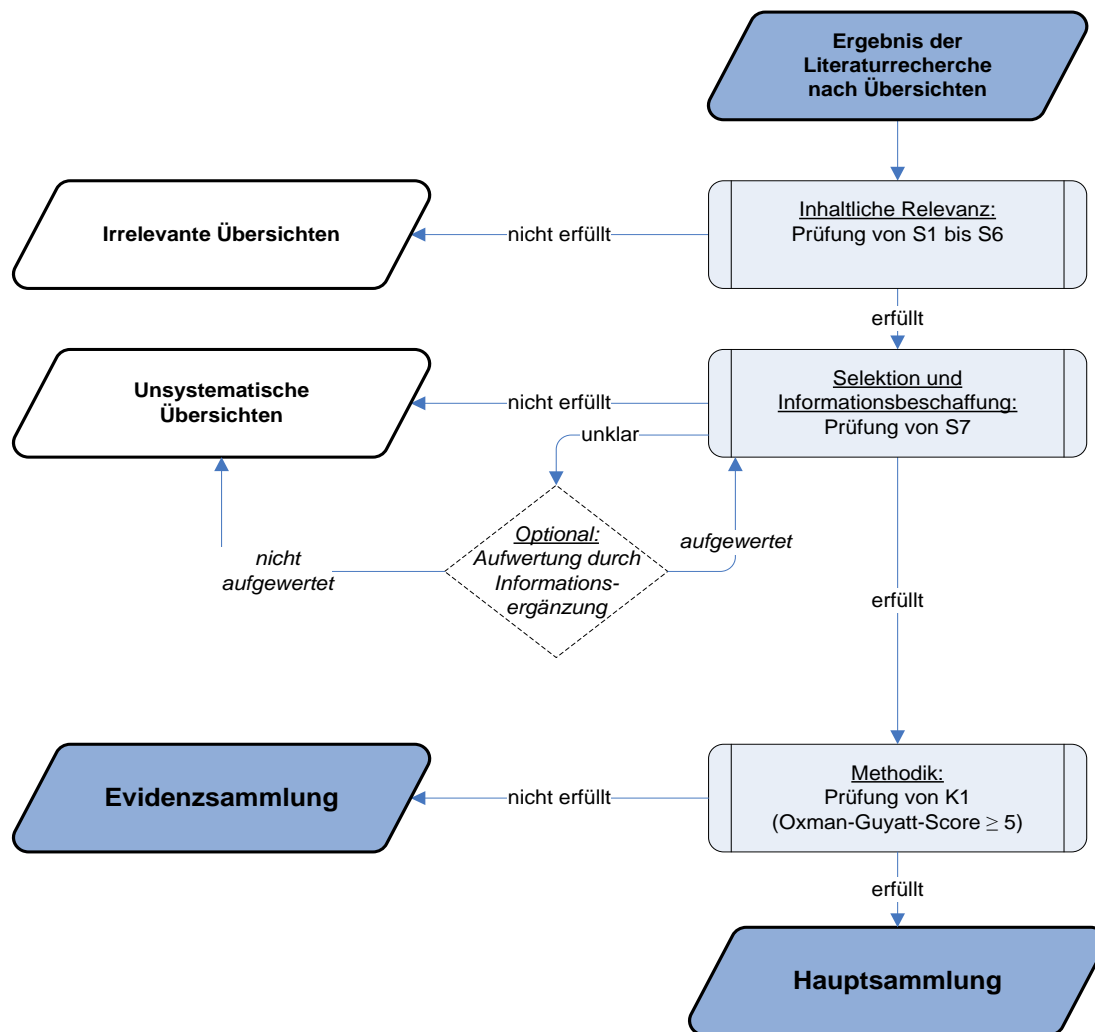 Ergebnis der
Literaturrecherche
nach Übersichten
Irrelevante Übersichten
nicht erfüllt
Inhaltliche Relevanz:
Prüfung von S1 bis S6
erfüllt
Unsystematische
Übersichten
nicht erfüllt
unklar
Selektion und
Informationsbeschaffung:
Prüfung von S7
nicht
aufgewertet
Optional:
Aufwertung durch
Informations-
ergänzung
aufgewertet
erfüllt
Evidenzsammlung
nicht erfüllt
Methodik:
Prüfung von K1
(Oxman-Guyatt-Score ≥ 5)
erfüllt
Hauptsammlung